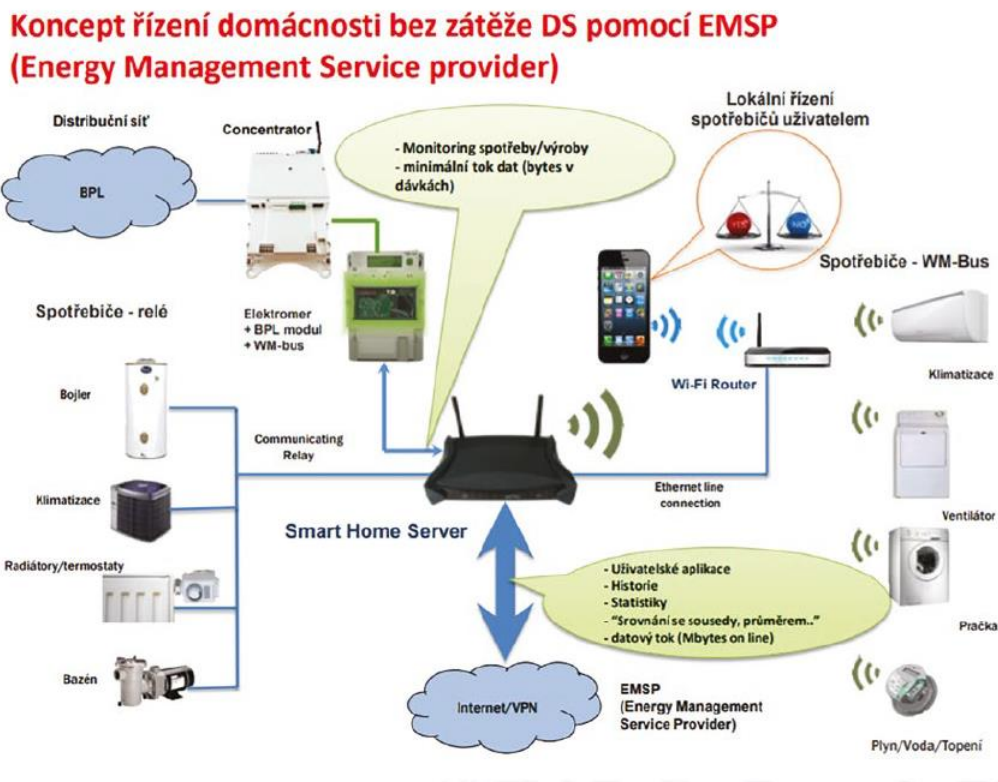 Koncept řízení domácnosti bez zátěže DS pomocí EMSP
(Energy Management Service provider)
Distribuční síť
BPL
Concentrator
- Monitoring spotřeby/výroby
- minimální tok dat (bytes v
dávkách)
Lokální řízení
spotřebičů uživatelem
YES
NO
Spotřebiče - WM-Bus
Spotřebiče - relé
Elektromer
+ BPL modul
+ WM-bus
Wi-Fi Router
Klimatizace
Bojler
Communicating
Relay
Ethernet line
connection
Klimatizace
Smart Home Server
Ventilátor
Radiátory/termostaty
- Uživatelské aplikace
- Historie
- Statistiky
- "Srovnání se sousedy, průměrem.."
- datový tok (Mbytes on line)
Pračka
Bazén
Internet/VPN
EMSP
(Energy Management
Service Provider)
Plyn/Voda/Topení